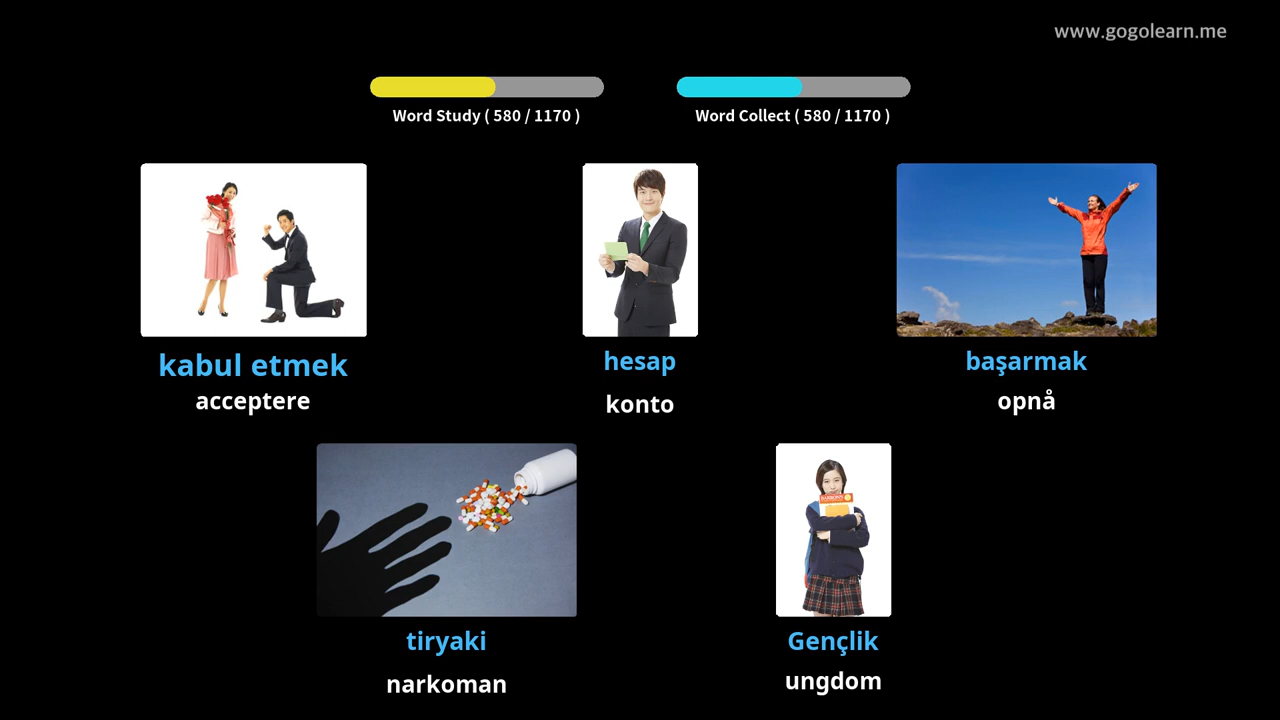 www.gogolearn.me
Word Study ( 580 / 1170 )
Word Collect ( 580 / 1170 )
kabul etmek
acceptere
hesap
konto
başarmak
opnå
BARRON'S
tiryaki
narkoman
Gençlik
ungdom